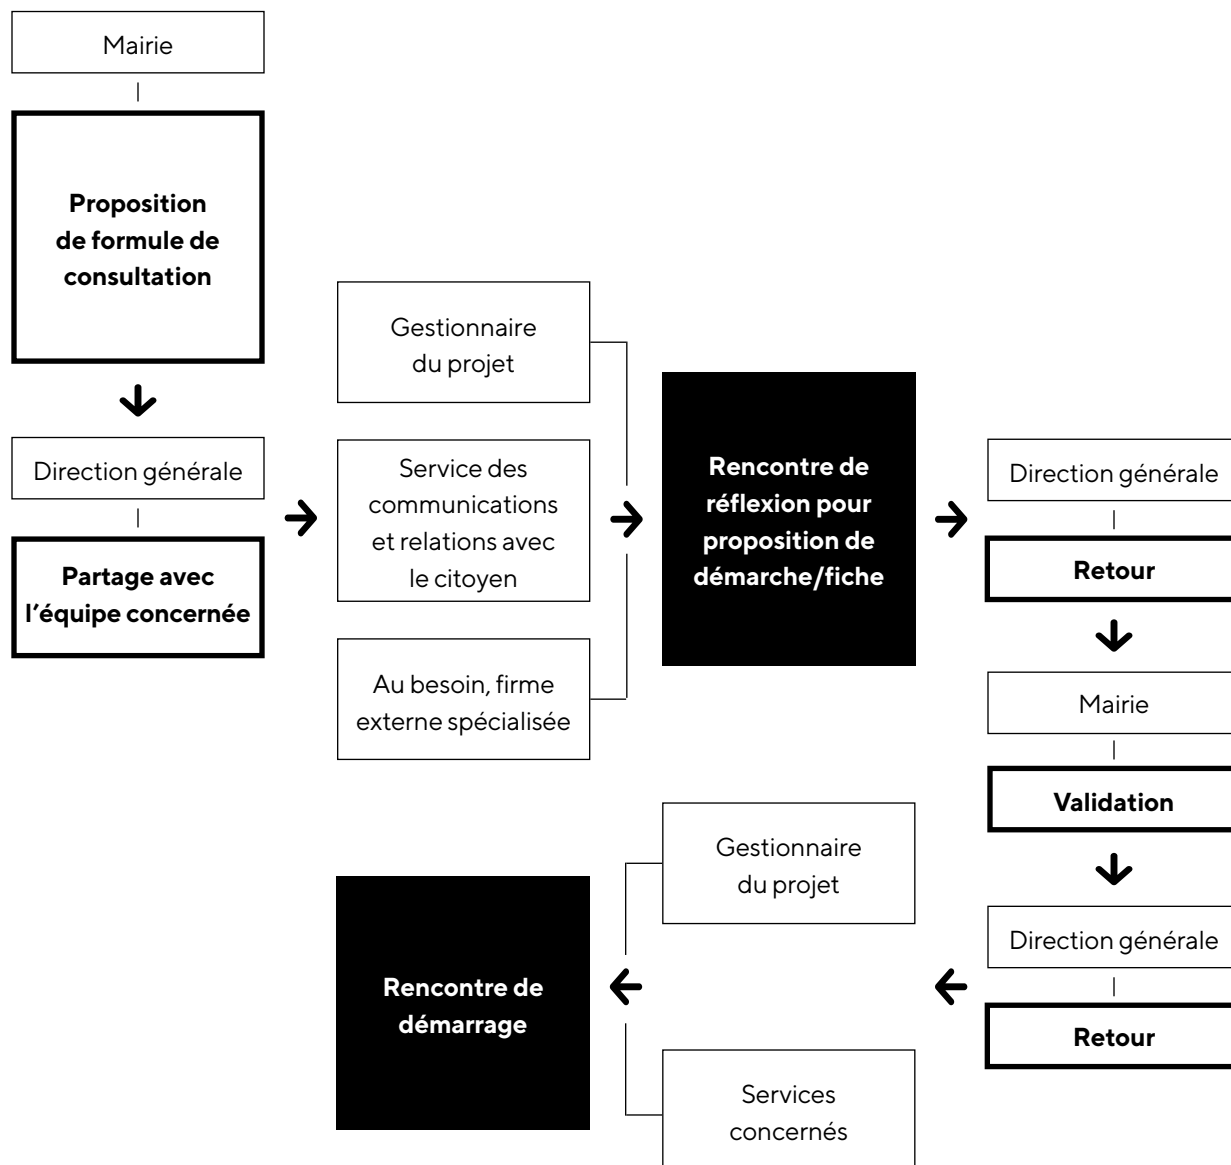 Mairie
Proposition
de formule de
consultation
Direction générale
Partage avec
l’équipe concernée
Gestionnaire
du projet
Service des
communications
et relations avec
le citoyen
Au besoin, firme
externe spécialisée
Rencontre de
réflexion pour
proposition de
démarche/fiche
Direction générale
Retour
Mairie
Validation
Direction générale
Retour
Gestionnaire
du projet
Services
concernés
Rencontre de
démarrage